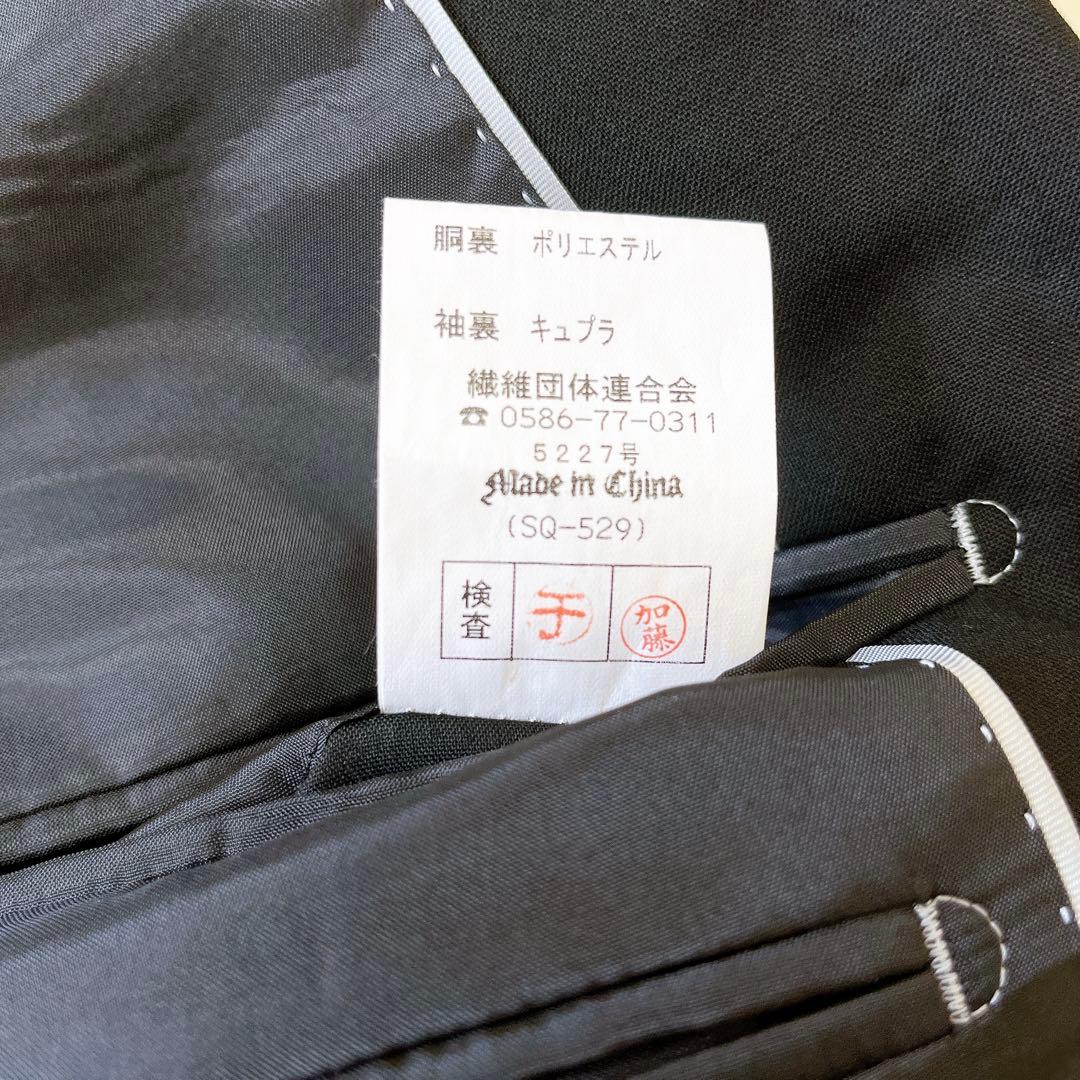 胴裏 ポリエステル
袖裏 キュプラ
繊維団体連合会
☎ 0586-77-0311
5227号
Made in China
(SQ-529)
検査
于
加藤